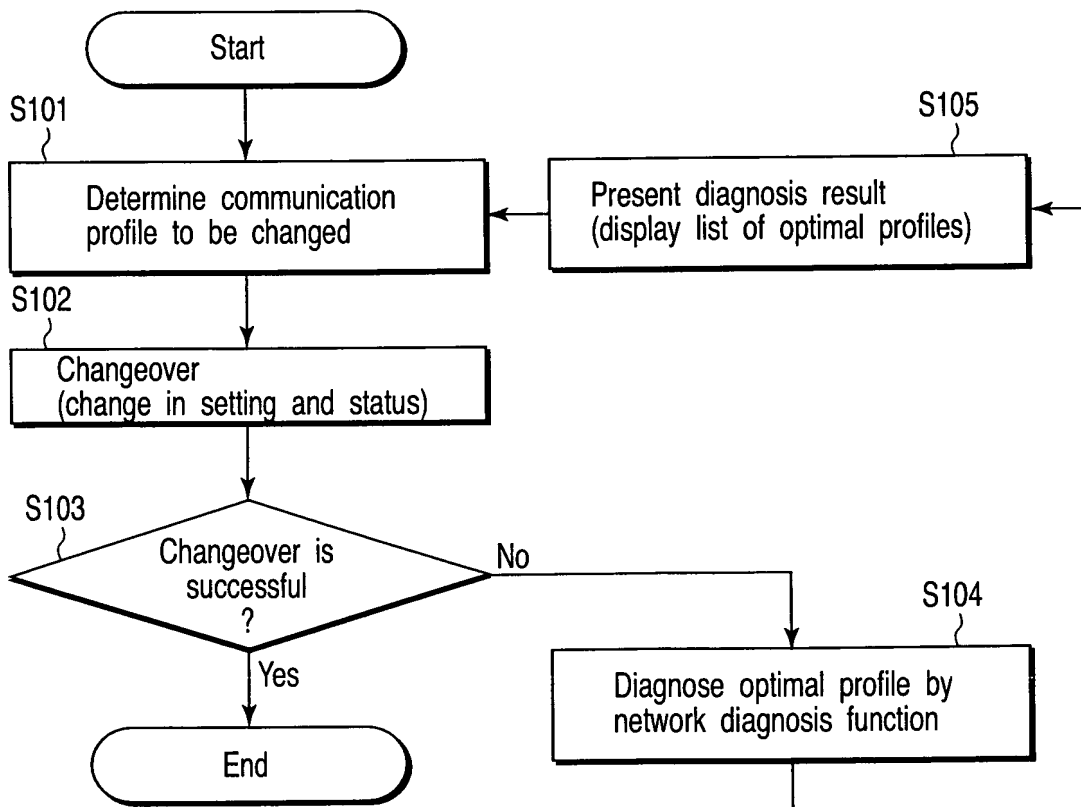 Start
S101
Determine communication
profile to be changed
S105
Present diagnosis result
(display list of optimal profiles)
S102
Changeover
(change in setting and status)
S103
Changeover is
successful
?
No
Yes
S104
Diagnose optimal profile by
network diagnosis function
End